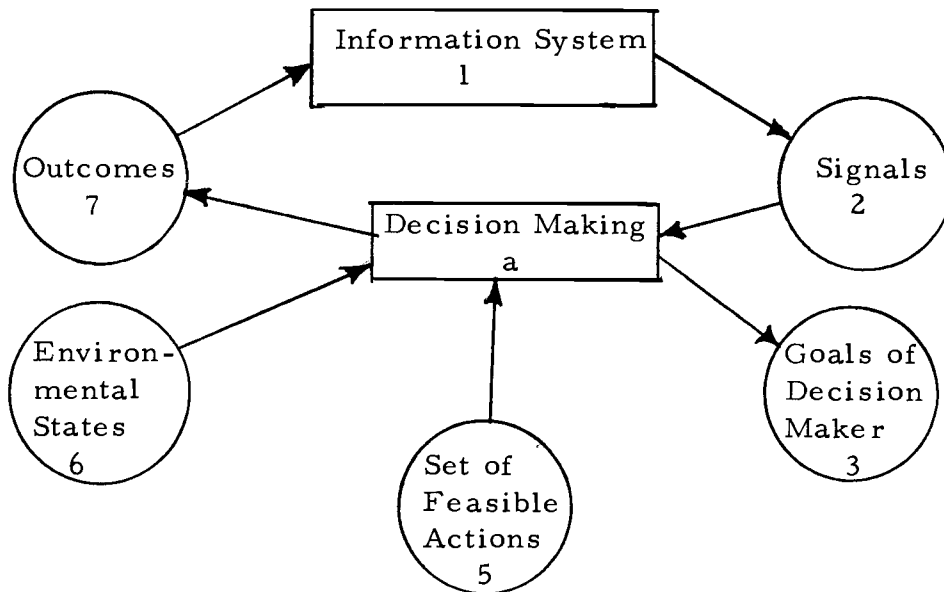 Information System
1
Outcomes
7
Signals
2
Decision Making
a
Environ-
mental
States
6
Set of
Feasible
Actions
5
Goals of
Decision
Maker
3